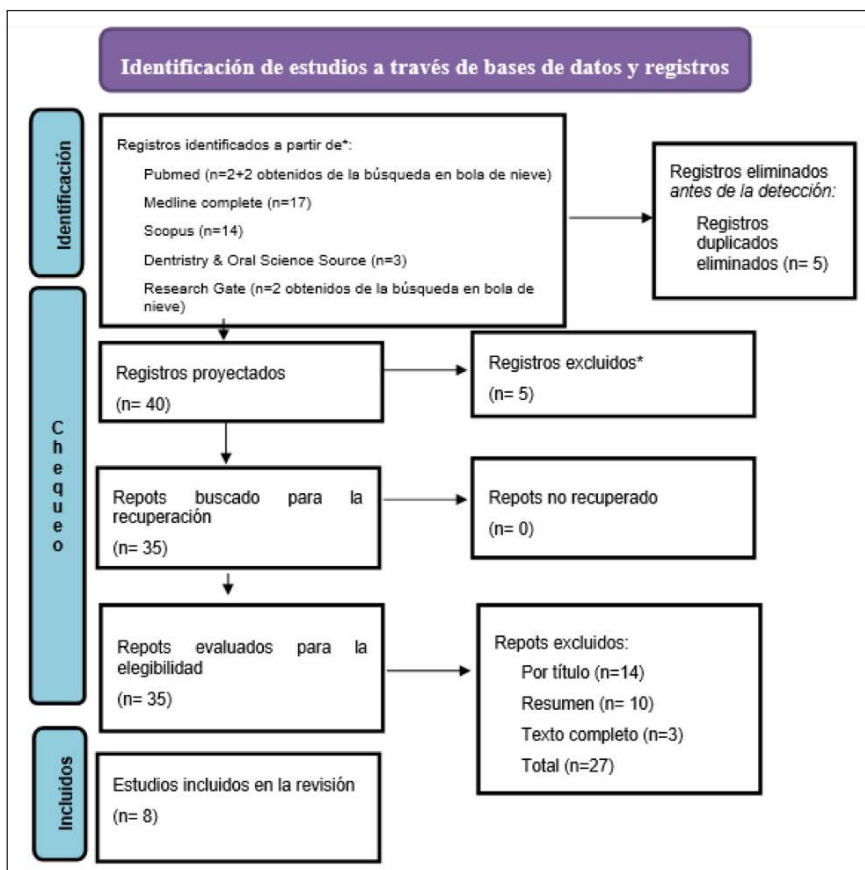 Identificación de estudios a través de bases de datos y registros
Identificación
Registros identificados a partir de*:
Pubmed (n=2+2 obtenidos de la búsqueda en bola de nieve)
Medline complete (n=17)
Scopus (n=14)
Dentristry & Oral Science Source (n=3)
Research Gate (n=2 obtenidos de la búsqueda en bola de
nieve)
Registros eliminados
antes de la detección:
Registros
duplicados
eliminados (n= 5)
Chequeo
Registros proyectados
(n= 40)
Registros excluidos*
(n= 5)
Repots buscado para la
recuperación
(n= 35)
Repots no recuperado
(n= 0)
Repots evaluados para la
elegibilidad
(n= 35)
Repots excluidos:
Por título (n=14)
Resumen (n= 10)
Texto completo (n=3)
Total (n=27)
Incluidos
Estudios incluidos en la revisión
(n= 8)